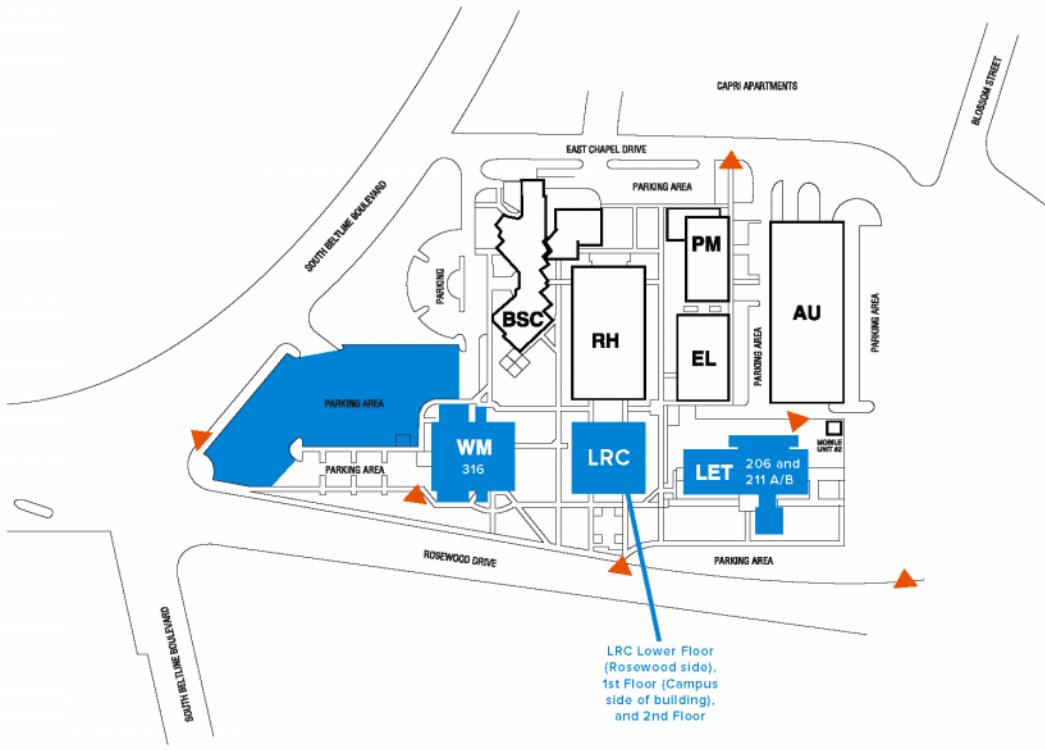 CAPRI APARTMENTS
BLOSSOM STREET
EAST CHAPEL DRIVE
PARKING AREA
SOUTH BELTLINE BOULEVARD
PM
PARKING
BSC
RH
EL
AU
PARKING AREA
PARKING AREA
PARKING AREA
WM
316
LRC
MOBILE
UNIT #2
PARKING AREA
LET
206 and
211 A/B
ROSEWOOD DRIVE
PARKING AREA
SOUTH BELTLINE BOULEVARD
LRC Lower Floor
(Rosewood side),
1st Floor (Campus
side of building),
and 2nd Floor